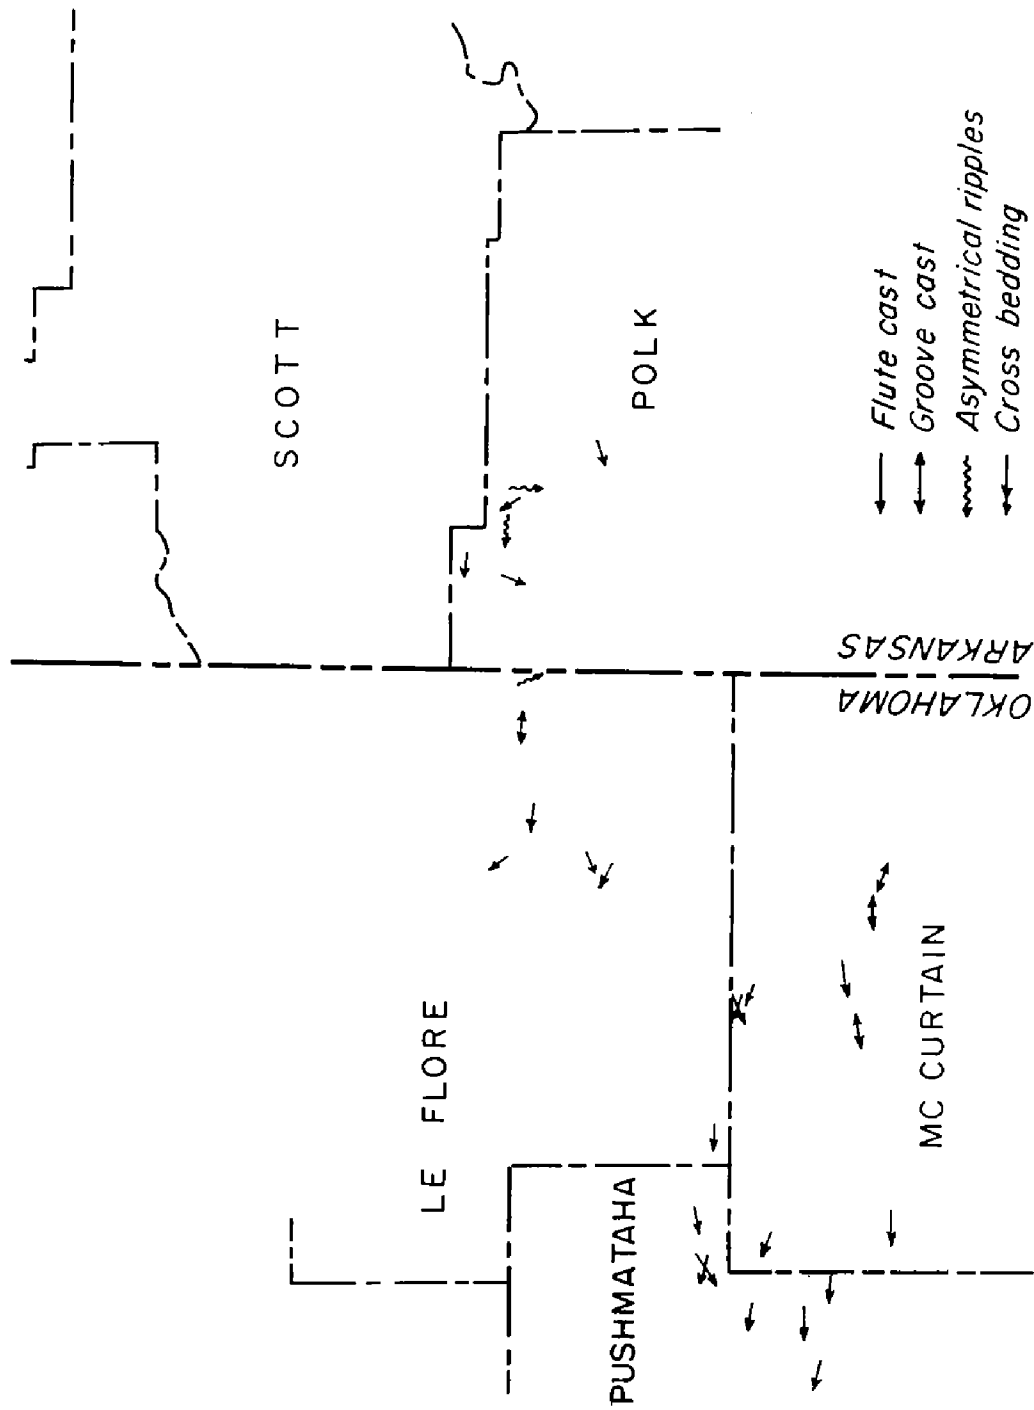 SCOTT
POLK
LE FLORE
PUSHMATAHA
MC CURTAIN
ARKANSAS
OKLAHOMA
Flute cast
Groove cast
Asymmetrical ripples
Cross bedding